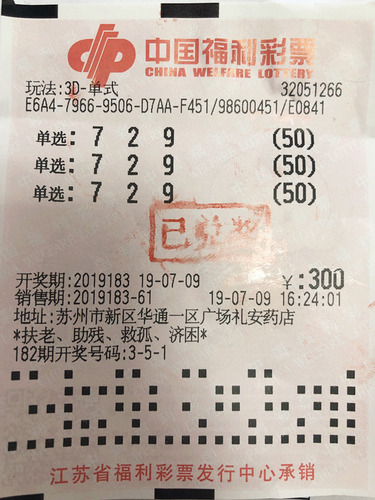 中国福利彩票
CHINA WELFARE LOTTERY
玩法:3D-单式 32051266
E6A4-7966-9506-D7AA-F451/98600451/E0841
单选: 7 2 9 (50)
单选: 7 2 9 (50)
单选: 7 2 9 (50)
已兑奖
开奖期:2019183 19-07-09 ¥:300
销售期:2019183-61 19-07-09 16:24:01
地址:苏州市新区华通一区广场礼安药店
*扶老、助残、救孤、济困*
182期开奖号码:3-5-1
江苏省福利彩票发行中心承销